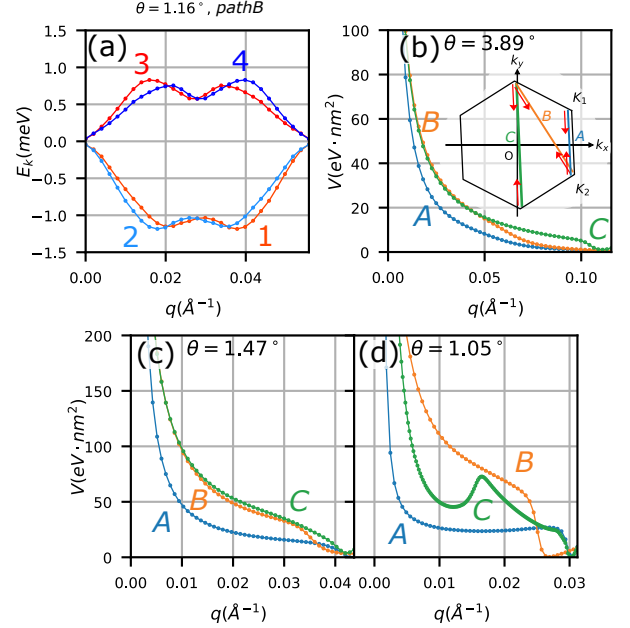 θ = 1.16°, pathB
(a)
3
4
2
1
1.5
1.0
0.5
0.0
−0.5
−1.0
−1.5
E_k(meV)
0.00
0.02
0.04
q(Å⁻¹)
(b)
θ = 3.89°
100
80
60
40
20
0
V(eV·nm²)
B
A
C
k_y
K_1
B
A
C
k_x
O
K_2
0.00
0.05
0.10
q(Å⁻¹)
(c)
θ = 1.47°
200
150
100
50
0
V(eV·nm²)
A
B
C
0.00
0.01
0.02
0.03
0.04
q(Å⁻¹)
(d)
θ = 1.05°
A
B
C
0.00
0.01
0.02
0.03
q(Å⁻¹)